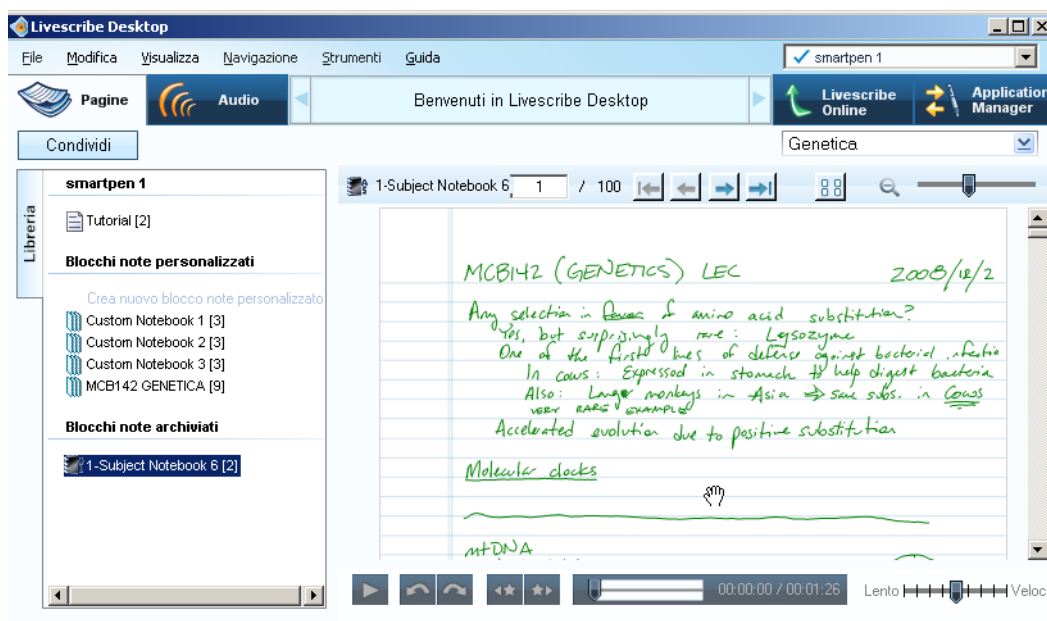 Livescribe Desktop
File Modifica Visualizza Navigazione Strumenti Guida
smartpen 1
Pagine
Audio
Benvenuti in Livescribe Desktop
Livescribe Online
Application Manager
Condividi
Genetica
Libreria
smartpen 1
Tutorial [2]
Blocchi note personalizzati
Crea nuovo blocco note personalizzato
Custom Notebook 1 [3]
Custom Notebook 2 [3]
Custom Notebook 3 [3]
MCB142 GENETICA [9]
Blocchi note archiviati
1-Subject Notebook 6 [2]
1-Subject Notebook 6 1 / 100
MCB142 (GENETICS) LEC 2008/12/2
Any selection in of amino acid substitution?
Yes, but surprisingly rare: Lysozyme
One of the first lines of defense against bacterial infectio
In cows: Expressed in stomach to help digest bacteria
Also: Langer monkeys in Asia ⇒ same subs. in Cows
VERY RARE EXAMPLE
Accelerated evolution due to positive substitution
Molecular clocks
mtDNA
00:00:00 / 00:01:26
Lento Veloc